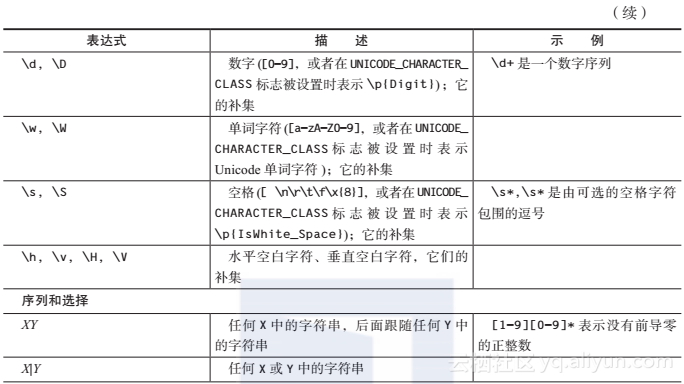 （续）
表达式 描 述 示 例
\d, \D 数字([0-9]，或者在 UNICODE_CHARACTER_ \d+ 是一个数字序列
CLASS 标志被设置时表示 \p{Digit})；它
的补集
\w, \W 单词字符([a-zA-Z0-9]，或者在 UNICODE_
CHARACTER_CLASS 标志被设置时表示
Unicode 单词字符)；它的补集
\s, \S 空格([ \n\r\t\f\x{8}]，或者在 UNICODE_ \s*,\s* 是由可选的空格字符
CHARACTER_CLASS 标志被设置时表示 包围的逗号
\p{IsWhite_Space})；它的补集
\h, \v, \H, \V 水平空白字符、垂直空白字符，它们的
补集
序列和选择
XY 任何 X 中的字符串，后面跟随任何 Y 中 [1-9][0-9]* 表示没有前导零
的字符串 的正整数
X|Y 任何 X 或 Y 中的字符串
云栖社区 yq.aliyun.com